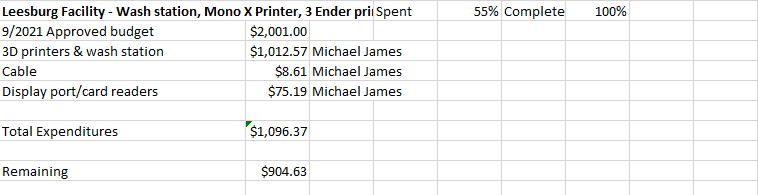 Leesburg Facility - Wash station, Mono X Printer, 3 Ender pri Spent 55% Complete 100%
9/2021 Approved budget $2,001.00
3D printers & wash station $1,012.57 Michael James
Cable $8.61 Michael James
Display port/card readers $75.19 Michael James
Total Expenditures $1,096.37
Remaining $904.63